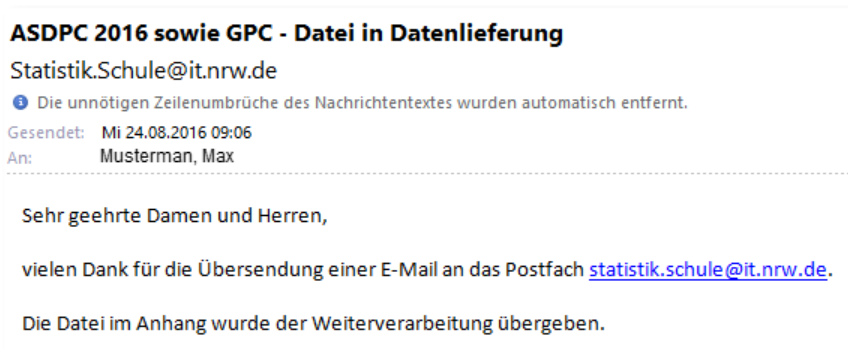 ASDPC 2016 sowie GPC - Datei in Datenlieferung
Statistik.Schule@it.nrw.de
Die unnötigen Zeilenumbrüche des Nachrichtentextes wurden automatisch entfernt.
Gesendet: Mi 24.08.2016 09:06
An: Musterman, Max
Sehr geehrte Damen und Herren,
vielen Dank für die Übersendung einer E-Mail an das Postfach statistik.schule@it.nrw.de.
Die Datei im Anhang wurde der Weiterverarbeitung übergeben.